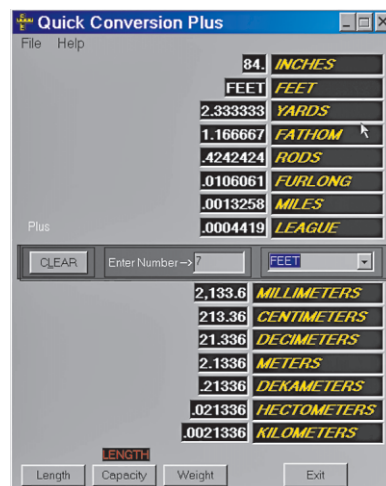 Quick Conversion Plus
File Help
84. INCHES
FEET FEET
2.333333 YARDS
1.166667 FATHOM
.4242424 RODS
.0106061 FURLONG
.0013258 MILES
.0004419 LEAGUE
Plus
CLEAR Enter Number --> 7 FEET
2,133.6 MILLIMETERS
213.36 CENTIMETERS
21.336 DECIMETERS
2.1336 METERS
.21336 DEKAMETERS
.021336 HECTOMETERS
.0021336 KILOMETERS
LENGTH
Length Capacity Weight Exit